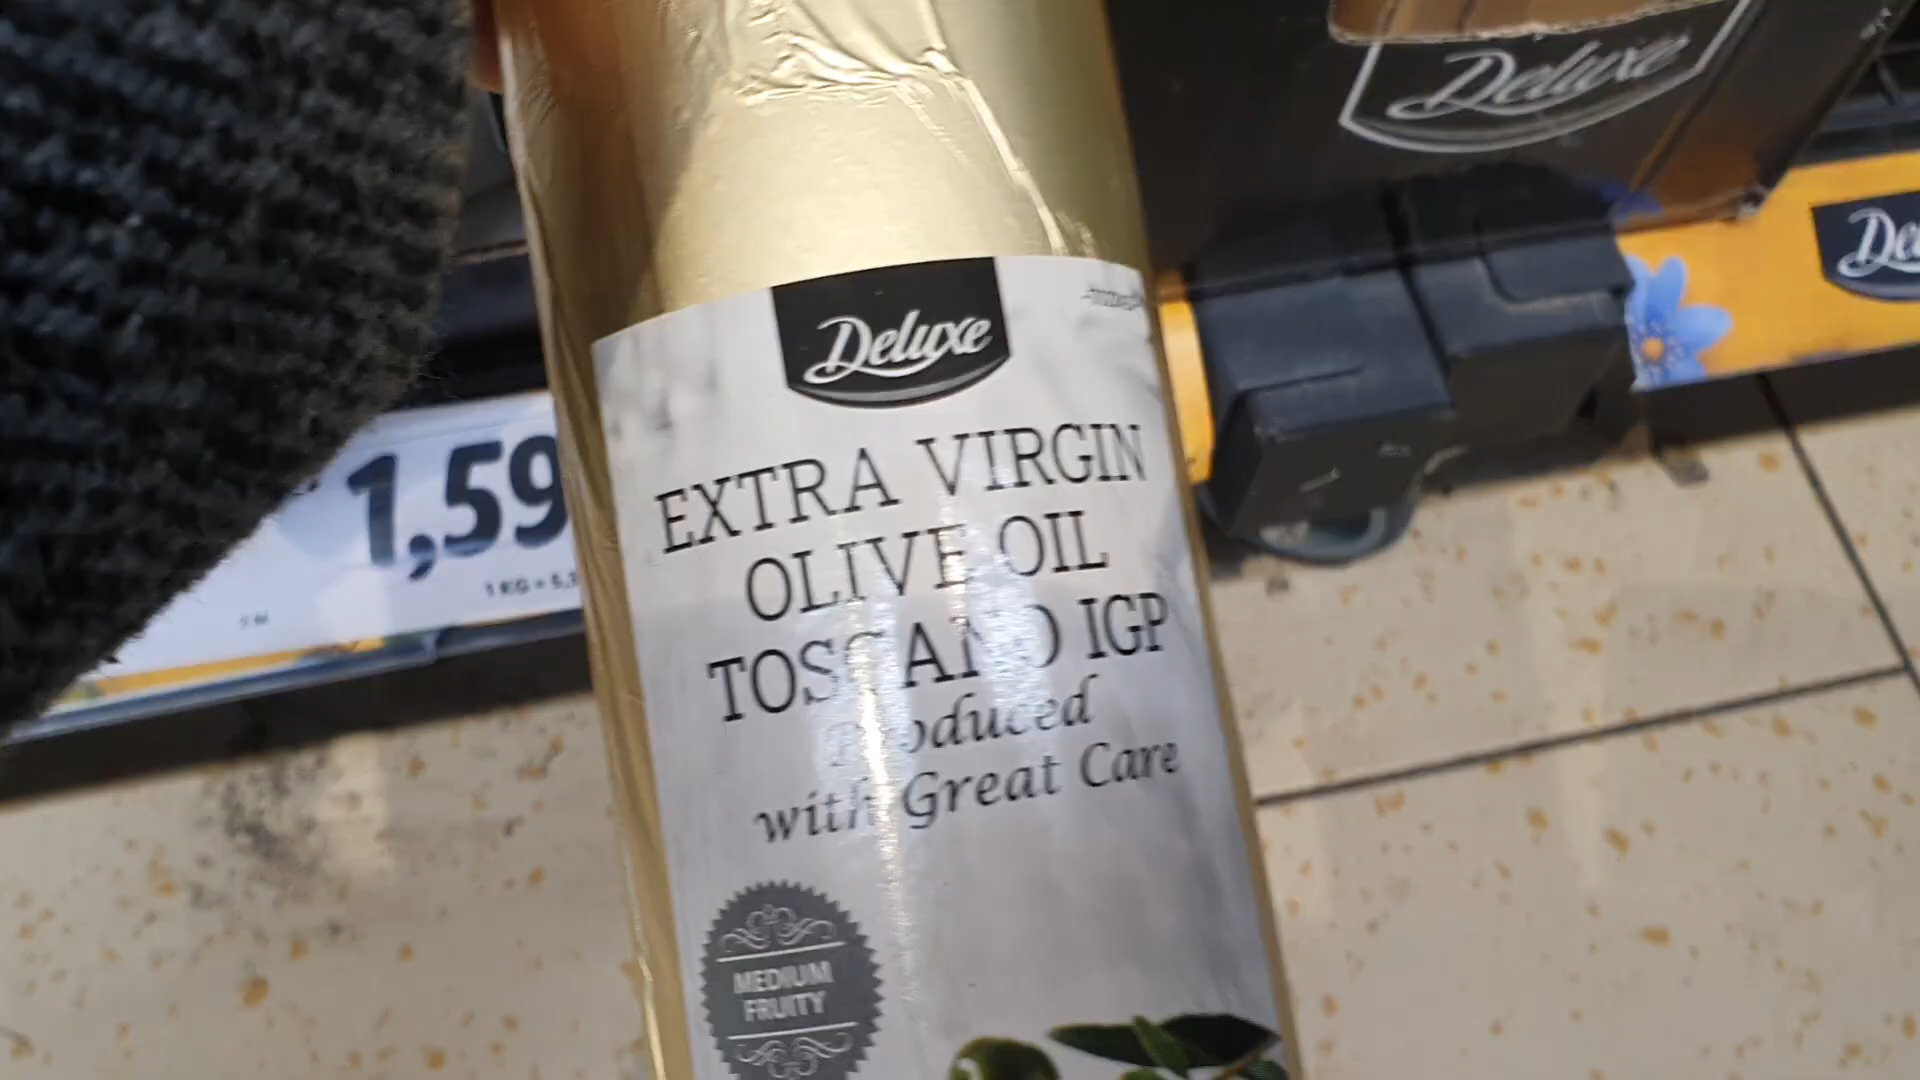 Deluxe
Deluxe
EXTRA VIRGIN
OLIVE OIL
TOSCANO IGP
Produced
with Great Care
MEDIUM
FRUITY
1,59